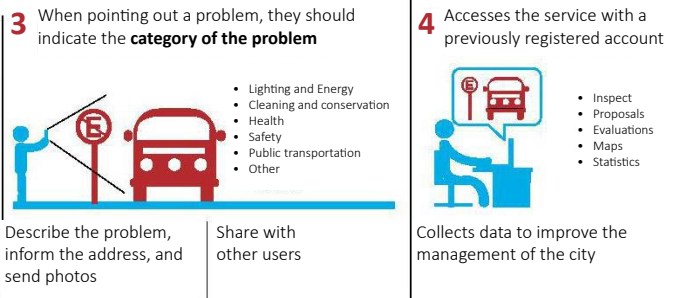 3 When pointing out a problem, they should
indicate the category of the problem
• Lighting and Energy
• Cleaning and conservation
• Health
• Safety
• Public transportation
• Other
E
Describe the problem,
inform the address, and
send photos
Share with
other users
4 Accesses the service with a
previously registered account
E
• Inspect
• Proposals
• Evaluations
• Maps
• Statistics
Collects data to improve the
management of the city